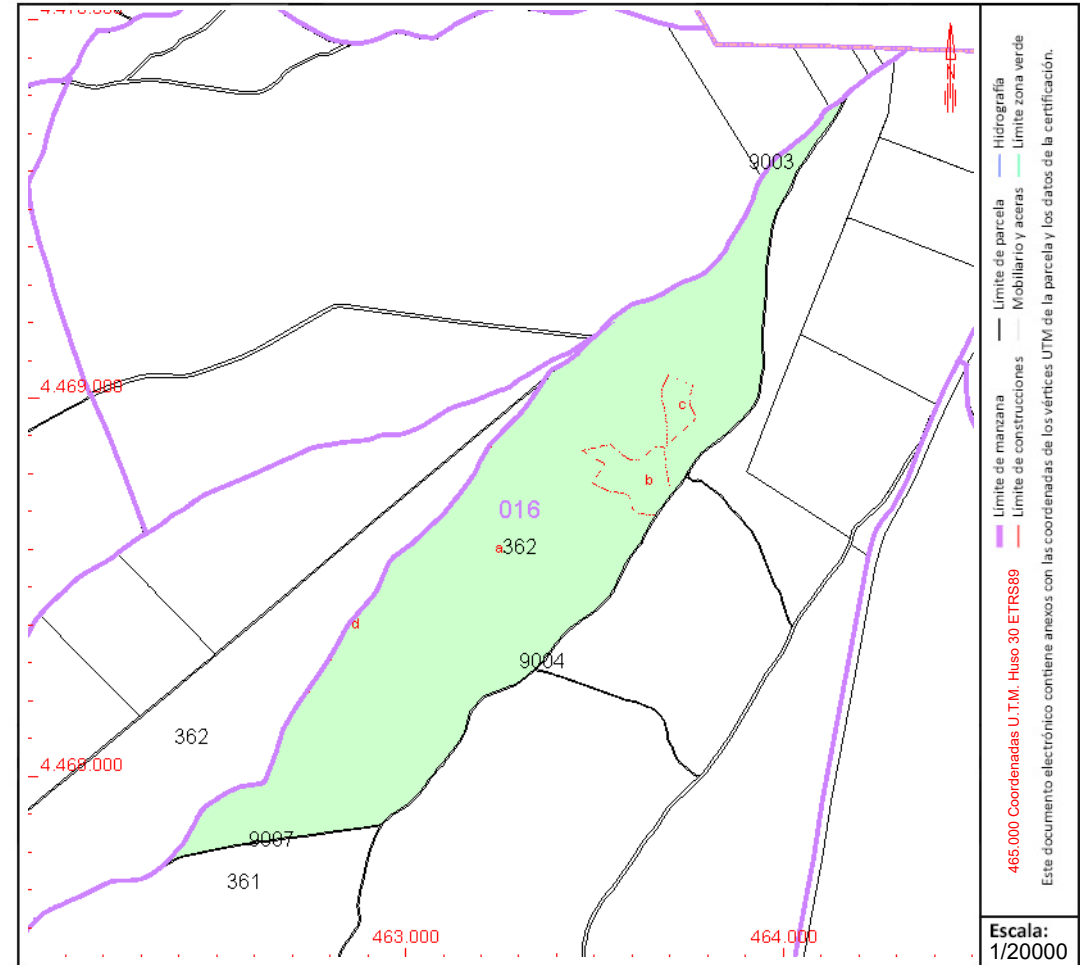 9003
4.469.000
c
b
016
a362
d
9004
362
4.468.000
9007
361
463.000
464.000
N
Límite de manzana
Límite de parcela
Hidrografía
Límite de construcciones
Mobiliario y aceras
Límite zona verde
465.000 Coordenadas U.T.M. Huso 30 ETRS89
Este documento electrónico contiene anexos con las coordenadas de los vértices UTM de la parcela y los datos de la certificación.
Escala:
1/20000